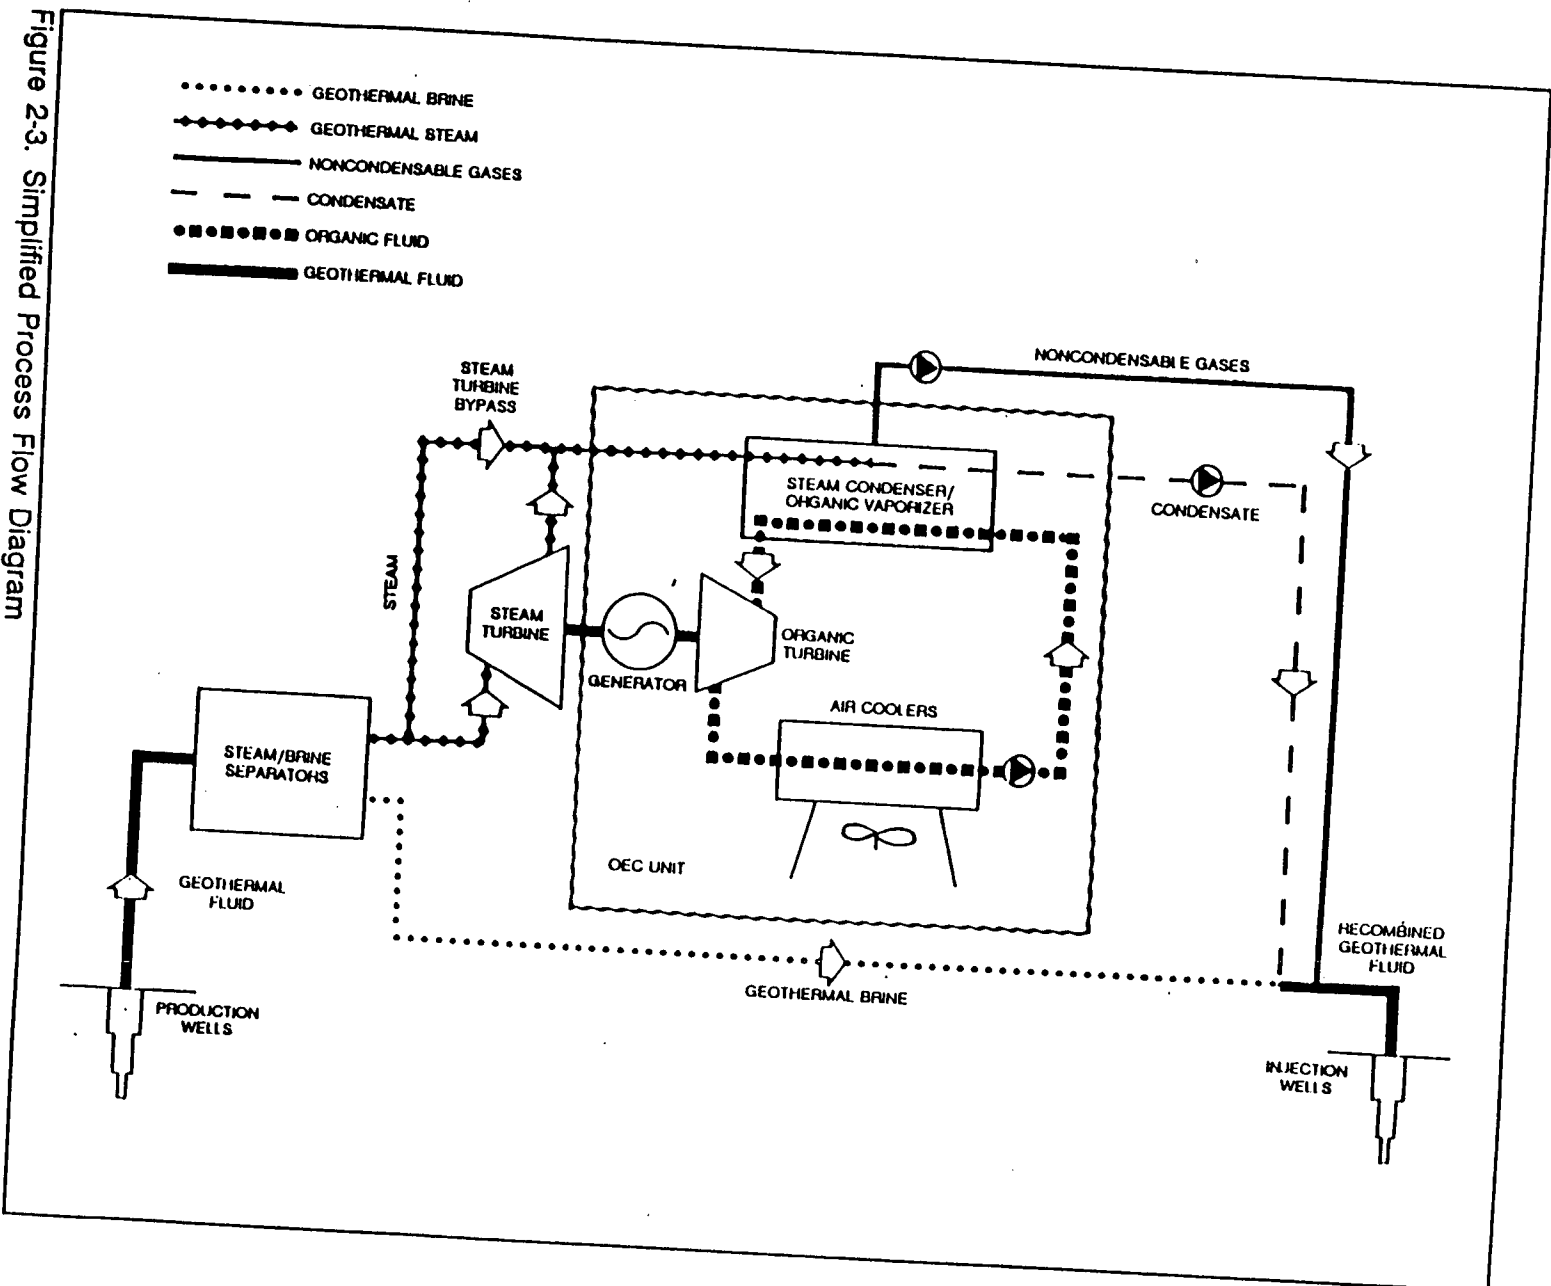 Figure 2-3. Simplified Process Flow Diagram
GEOTHERMAL BRINE
GEOTHERMAL STEAM
NONCONDENSABLE GASES
CONDENSATE
ORGANIC FLUID
GEOTHERMAL FLUID
STEAM
TURBINE
BYPASS
NONCONDENSABLE GASES
STEAM CONDENSER/
ORGANIC VAPORIZER
CONDENSATE
STEAM
STEAM
TURBINE
GENERATOR
ORGANIC
TURBINE
AIR COOLERS
STEAM/BRINE
SEPARATORS
OEC UNIT
GEOTHERMAL
FLUID
RECOMBINED
GEOTHERMAL
FLUID
GEOTHERMAL BRINE
PRODUCTION
WELLS
INJECTION
WELLS